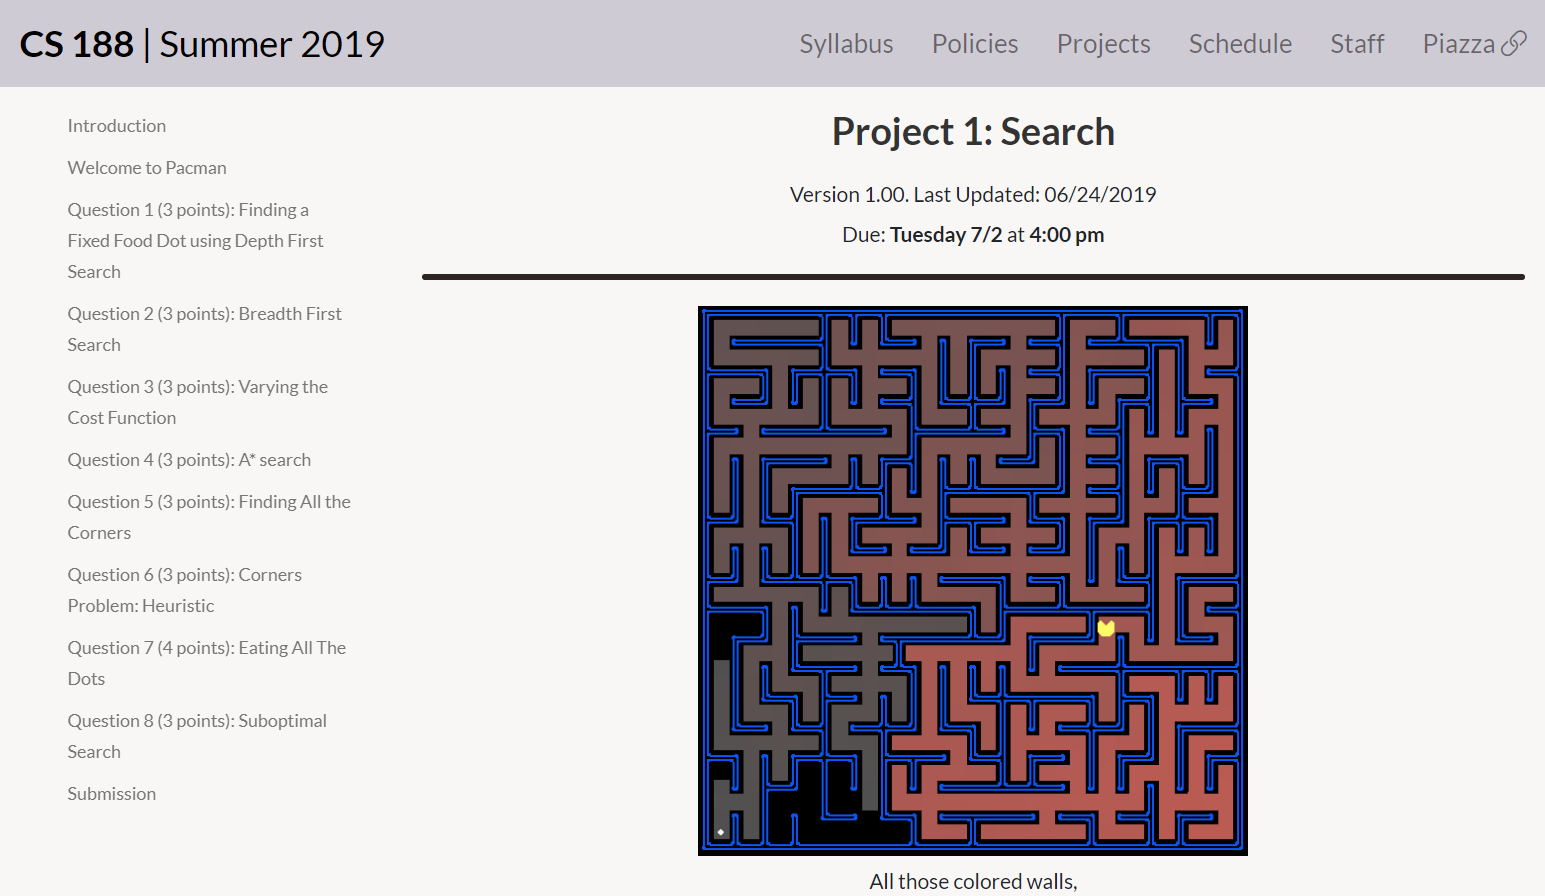 CS 188 | Summer 2019
Syllabus
Policies
Projects
Schedule
Staff
Piazza
Introduction
Welcome to Pacman
Question 1 (3 points): Finding a
Fixed Food Dot using Depth First
Search
Question 2 (3 points): Breadth First
Search
Question 3 (3 points): Varying the
Cost Function
Question 4 (3 points): A* search
Question 5 (3 points): Finding All the
Corners
Question 6 (3 points): Corners
Problem: Heuristic
Question 7 (4 points): Eating All The
Dots
Question 8 (3 points): Suboptimal
Search
Submission
Project 1: Search
Version 1.00. Last Updated: 06/24/2019
Due: Tuesday 7/2 at 4:00 pm
All those colored walls,